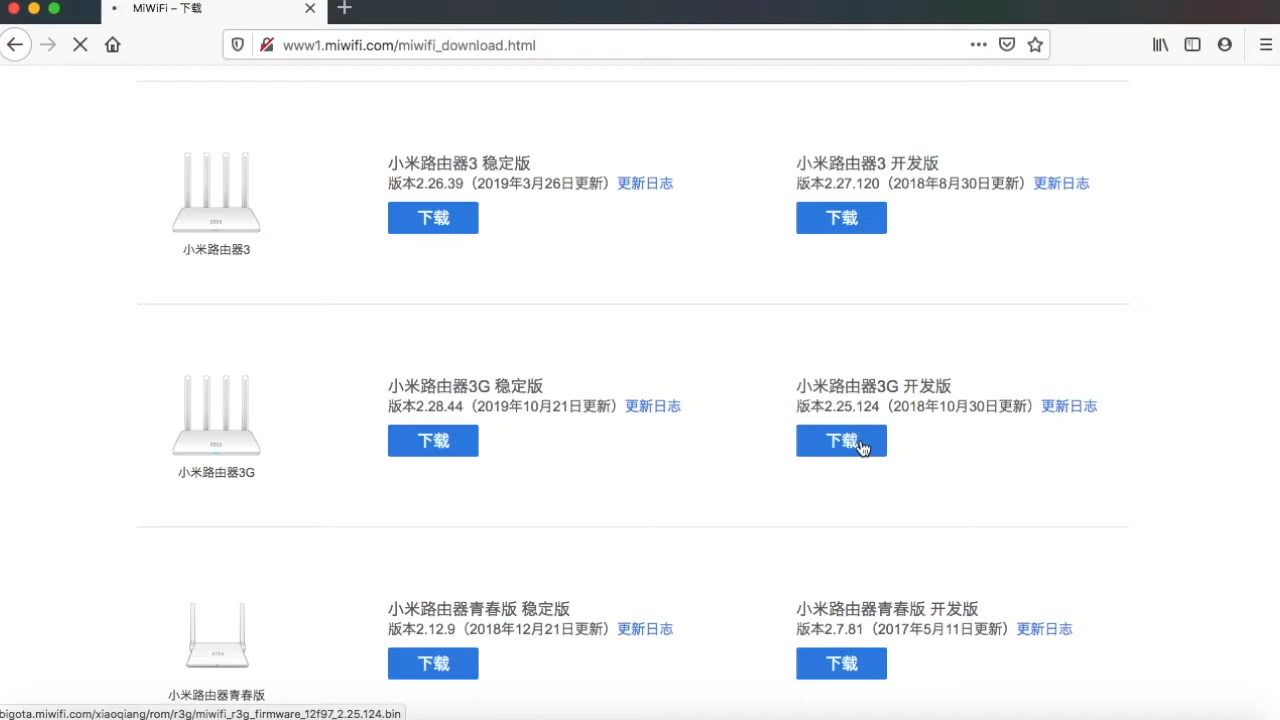 MiWiFi – 下载
www1.miwifi.com/miwifi_download.html
小米路由器3 稳定版
版本2.26.39（2019年3月26日更新） 更新日志
下载
小米路由器3 开发版
版本2.27.120（2018年8月30日更新） 更新日志
下载
小米路由器3
小米路由器3G 稳定版
版本2.28.44（2019年10月21日更新） 更新日志
下载
小米路由器3G 开发版
版本2.25.124（2018年10月30日更新） 更新日志
下载
小米路由器3G
小米路由器青春版 稳定版
版本2.12.9（2018年12月21日更新） 更新日志
下载
小米路由器青春版 开发版
版本2.7.81（2017年5月11日更新） 更新日志
下载
小米路由器青春版
bigota.miwifi.com/xiaoqiang/rom/r3g/miwifi_r3g_firmware_12f97_2.25.124.bin